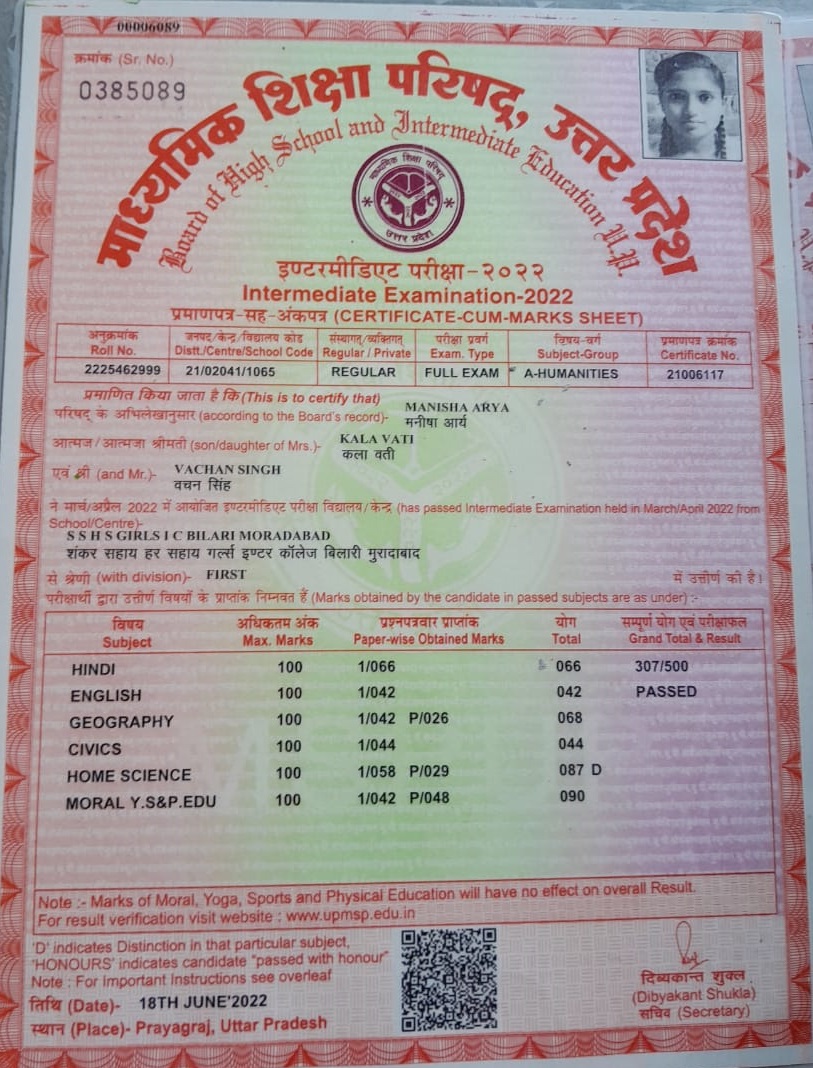 00006089
क्रमांक (Sr. No.)
0385089
माध्यमिक शिक्षा परिषद्, उत्तर प्रदेश
Board of High School and Intermediate Education U.P.
माध्यमिक शिक्षा परिषद्
उत्तर प्रदेश
इण्टरमीडिएट परीक्षा-२०२२
Intermediate Examination-2022
प्रमाणपत्र-सह-अंकपत्र (CERTIFICATE-CUM-MARKS SHEET)
अनुक्रमांक जनपद/केन्द्र/विद्यालय कोड संस्थागत/व्यक्तिगत परीक्षा प्रवर्ग विषय-वर्ग प्रमाणपत्र क्रमांक
Roll No. Distt./Centre/School Code Regular / Private Exam. Type Subject-Group Certificate No.
2225462999 21/02041/1065 REGULAR FULL EXAM A-HUMANITIES 21006117
प्रमाणित किया जाता है कि (This is to certify that)
MANISHA ARYA
परिषद् के अभिलेखानुसार (according to the Board's record)- मनीषा आर्य
KALA VATI
आत्मज/आत्मजा श्रीमती (son/daughter of Mrs.)- कला वती
VACHAN SINGH
एवं श्री (and Mr.)- वचन सिंह
ने मार्च/अप्रैल 2022 में आयोजित इण्टरमीडिएट परीक्षा विद्यालय/केन्द्र (has passed Intermediate Examination held in March/April 2022 from
School/Centre)-
S S H S GIRLS I C BILARI MORADABAD
शंकर सहाय हर सहाय गर्ल्स इण्टर कॉलेज बिलारी मुरादाबाद
से श्रेणी (with division)- FIRST में उत्तीर्ण की है।
परीक्षार्थी द्वारा उत्तीर्ण विषयों के प्राप्तांक निम्नवत हैं (Marks obtained by the candidate in passed subjects are as under) :-
विषय अधिकतम अंक प्रश्नपत्रवार प्राप्तांक योग सम्पूर्ण योग एवं परीक्षाफल
Subject Max. Marks Paper-wise Obtained Marks Total Grand Total & Result
HINDI 100 1/066 066 307/500
ENGLISH 100 1/042 042 PASSED
GEOGRAPHY 100 1/042 P/026 068
CIVICS 100 1/044 044
HOME SCIENCE 100 1/058 P/029 087 D
MORAL Y.S&P.EDU 100 1/042 P/048 090
Note :- Marks of Moral, Yoga, Sports and Physical Education will have no effect on overall Result.
For result verification visit website : www.upmsp.edu.in
'D' indicates Distinction in that particular subject,
'HONOURS' indicates candidate "passed with honour"
Note : For Important Instructions see overleaf
तिथि (Date)- 18TH JUNE'2022
स्थान (Place)- Prayagraj, Uttar Pradesh
दिब्यकान्त शुक्ल
(Dibyakant Shukla)
सचिव (Secretary)